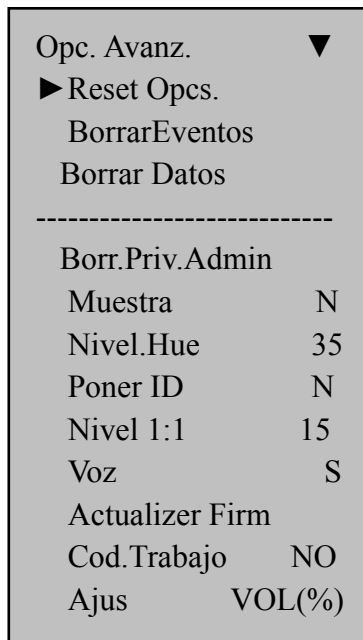 Opc. Avanz. ▼
►Reset Opcs.
BorrarEventos
Borrar Datos
----------------------------
Borr.Priv.Admin
Muestra N
Nivel.Hue 35
Poner ID N
Nivel 1:1 15
Voz S
Actualizer Firm
Cod.Trabajo NO
Ajus VOL(%)